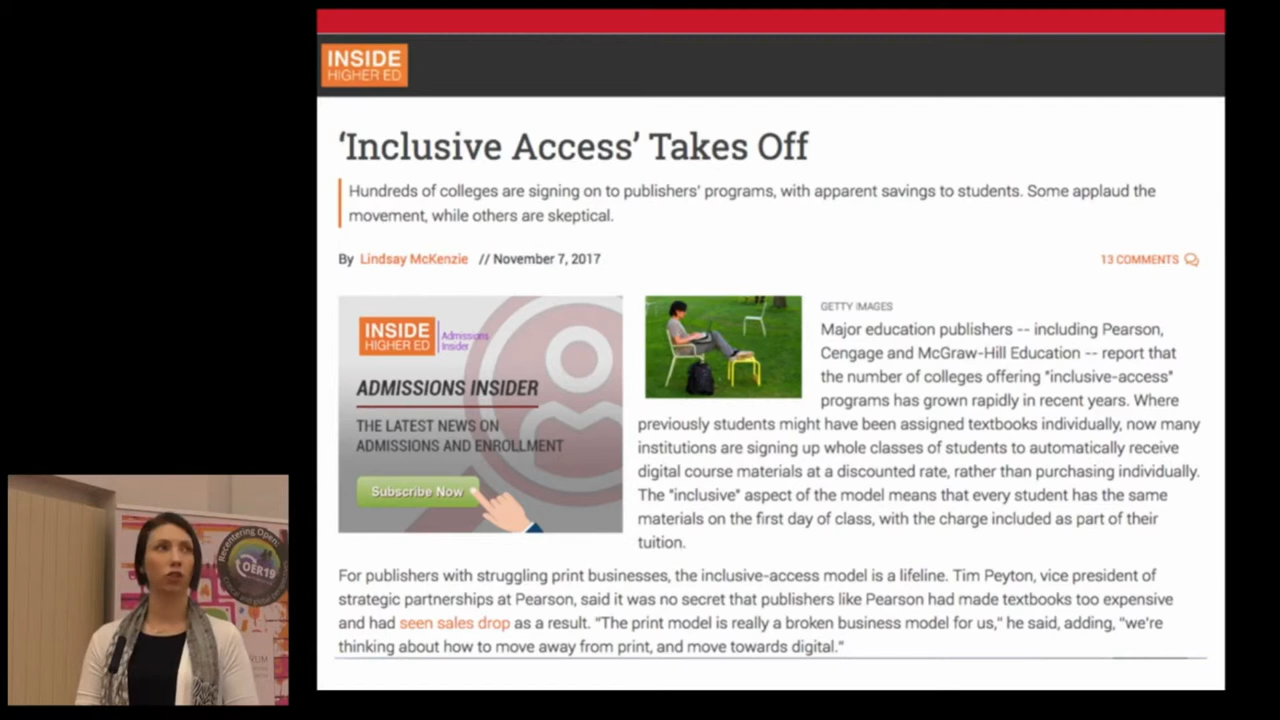 INSIDE
HIGHER ED
'Inclusive Access' Takes Off
Hundreds of colleges are signing on to publishers' programs, with apparent savings to students. Some applaud the
movement, while others are skeptical.
By Lindsay McKenzie // November 7, 2017
13 COMMENTS
INSIDE
HIGHER ED
Admissions
Insider
ADMISSIONS INSIDER
THE LATEST NEWS ON
ADMISSIONS AND ENROLLMENT
Subscribe Now
GETTY IMAGES
Major education publishers -- including Pearson,
Cengage and McGraw-Hill Education -- report that
the number of colleges offering "inclusive-access"
programs has grown rapidly in recent years. Where
previously students might have been assigned textbooks individually, now many
institutions are signing up whole classes of students to automatically receive
digital course materials at a discounted rate, rather than purchasing individually.
The "inclusive" aspect of the model means that every student has the same
materials on the first day of class, with the charge included as part of their
tuition.
For publishers with struggling print businesses, the inclusive-access model is a lifeline. Tim Peyton, vice president of
strategic partnerships at Pearson, said it was no secret that publishers like Pearson had made textbooks too expensive
and had seen sales drop as a result. "The print model is really a broken business model for us," he said, adding, "we're
thinking about how to move away from print, and move towards digital."
Recentering Open:
OER19